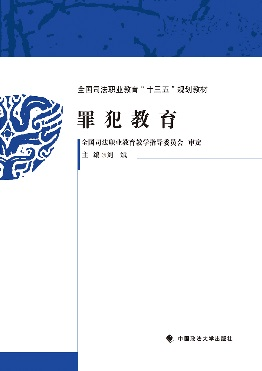 全国司法职业教育“十三五”规划教材
罪犯教育
全国司法职业教育教学指导委员会 审定
主 编◎刘
中国政法大学出版社